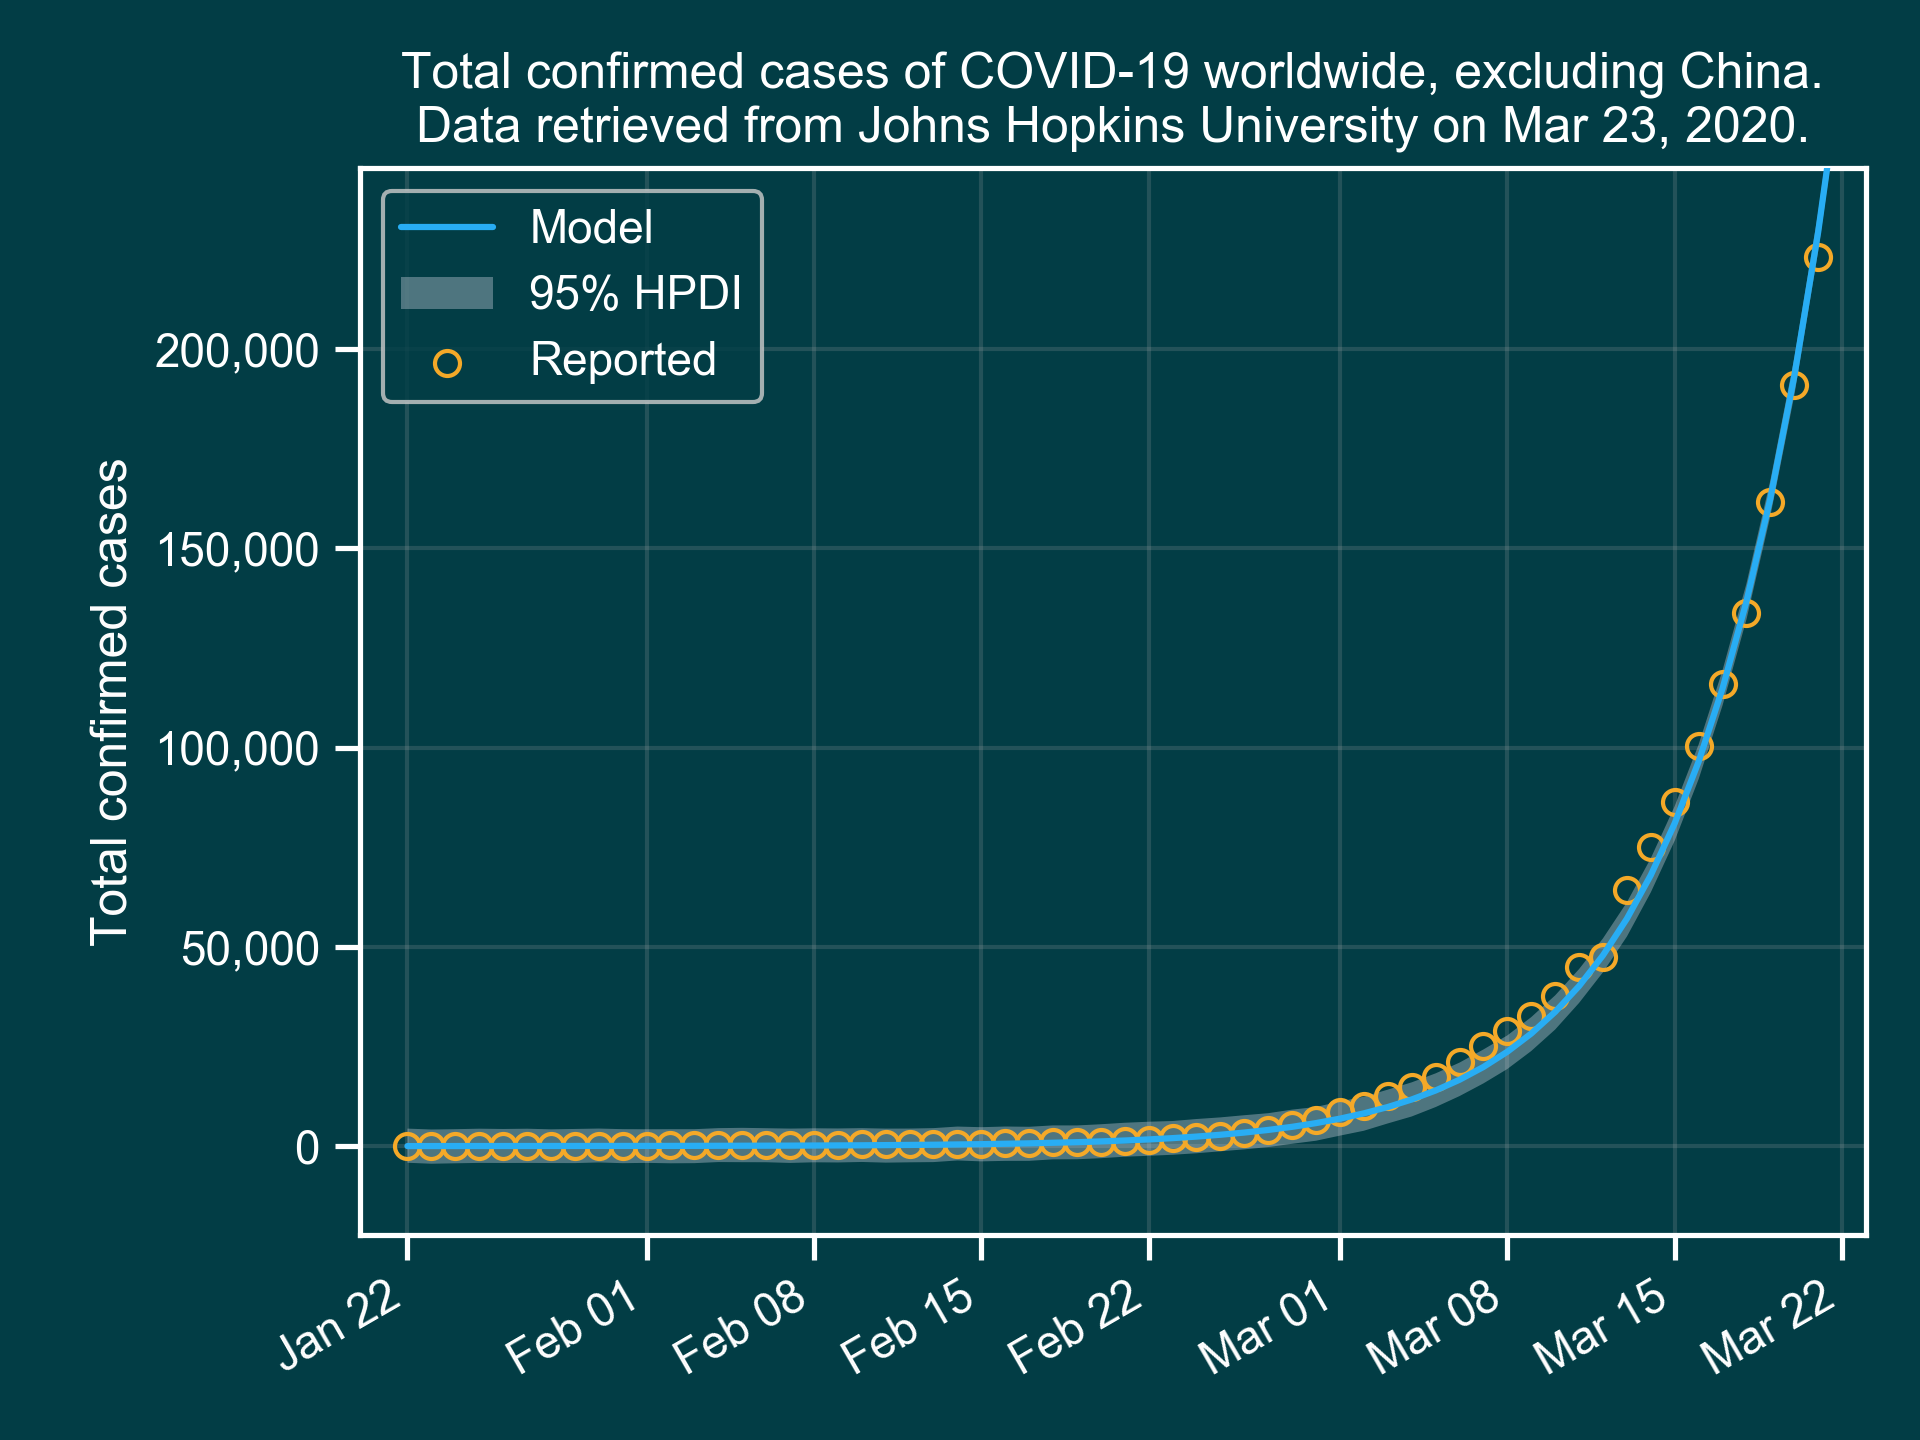 Total confirmed cases of COVID-19 worldwide, excluding China.
Data retrieved from Johns Hopkins University on Mar 23, 2020.
Model
95% HPDI
Reported
Total confirmed cases
200,000
150,000
100,000
50,000
0
Jan 22
Feb 01
Feb 08
Feb 15
Feb 22
Mar 01
Mar 08
Mar 15
Mar 22